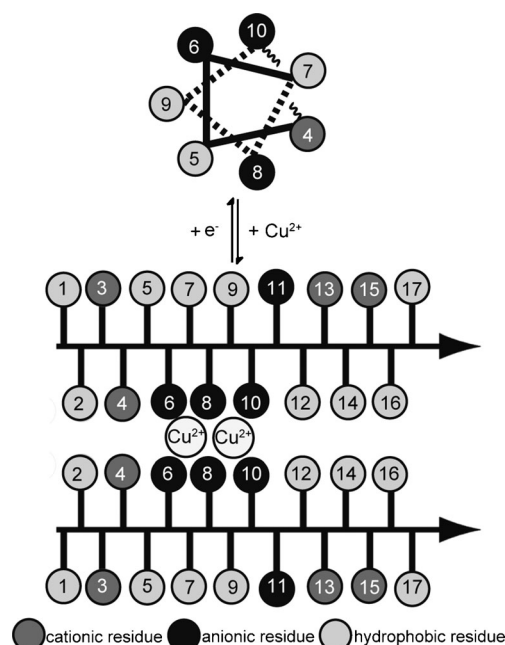 10
6
7
9
4
5
8
+ e- + Cu2+
1 3 5 7 9 11 13 15 17
2 4 6 8 10 12 14 16
Cu2+ Cu2+
2 4 6 8 10 12 14 16
1 3 5 7 9 11 13 15 17
cationic residue anionic residue hydrophobic residue